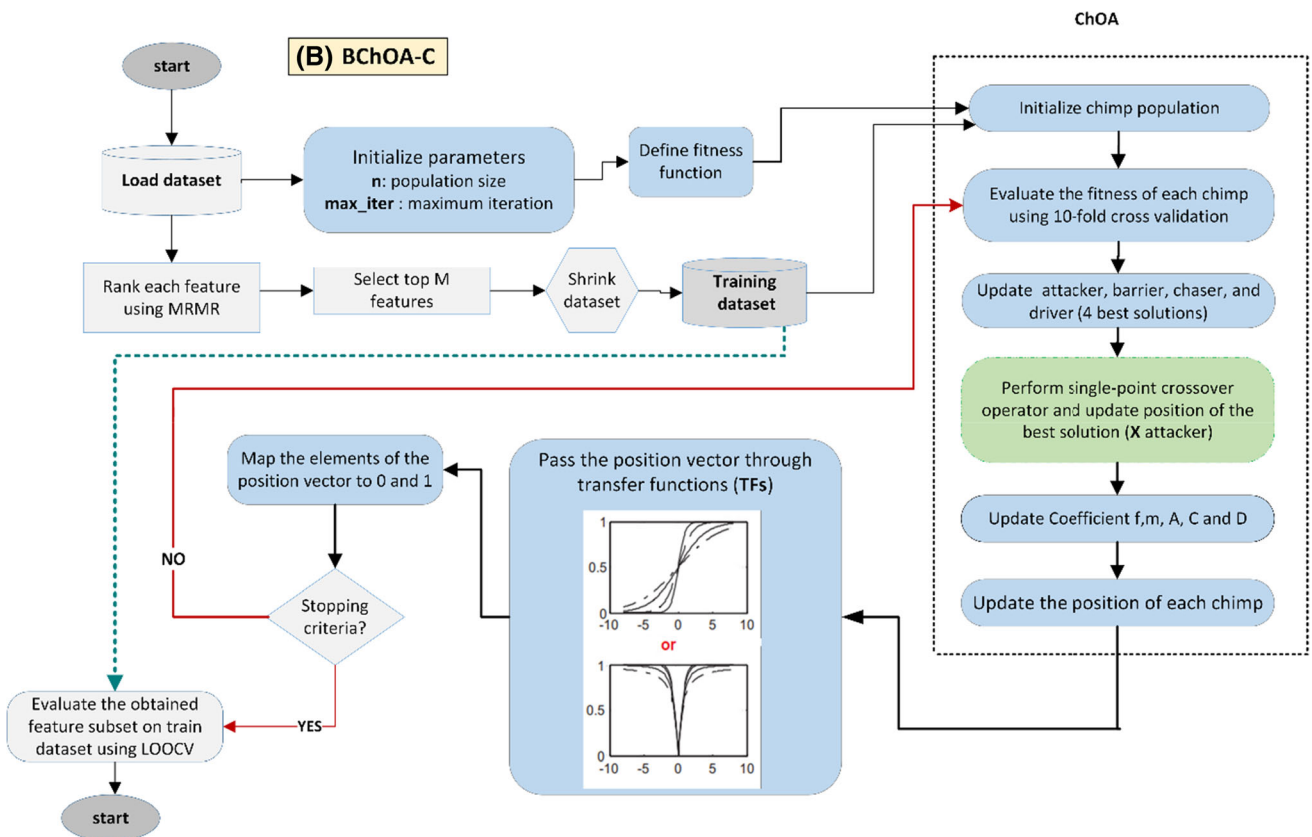 (B) BChOA-C
start
Load dataset
Initialize parameters
n: population size
max_iter : maximum iteration
Define fitness
function
Rank each feature
using MRMR
Select top M
features
Shrink
dataset
Training
dataset
ChOA
Initialize chimp population
Evaluate the fitness of each chimp
using 10-fold cross validation
Update attacker, barrier, chaser, and
driver (4 best solutions)
Perform single-point crossover
operator and update position of the
best solution (X attacker)
Update Coefficient f,m, A, C and D
Update the position of each chimp
Pass the position vector through
transfer functions (TFs)
1
0.5
0
-10 -5 0 5 10
or
1
0.5
0
-10 -5 0 5 10
Map the elements of the
position vector to 0 and 1
Stopping
criteria?
NO
YES
Evaluate the obtained
feature subset on train
dataset using LOOCV
start